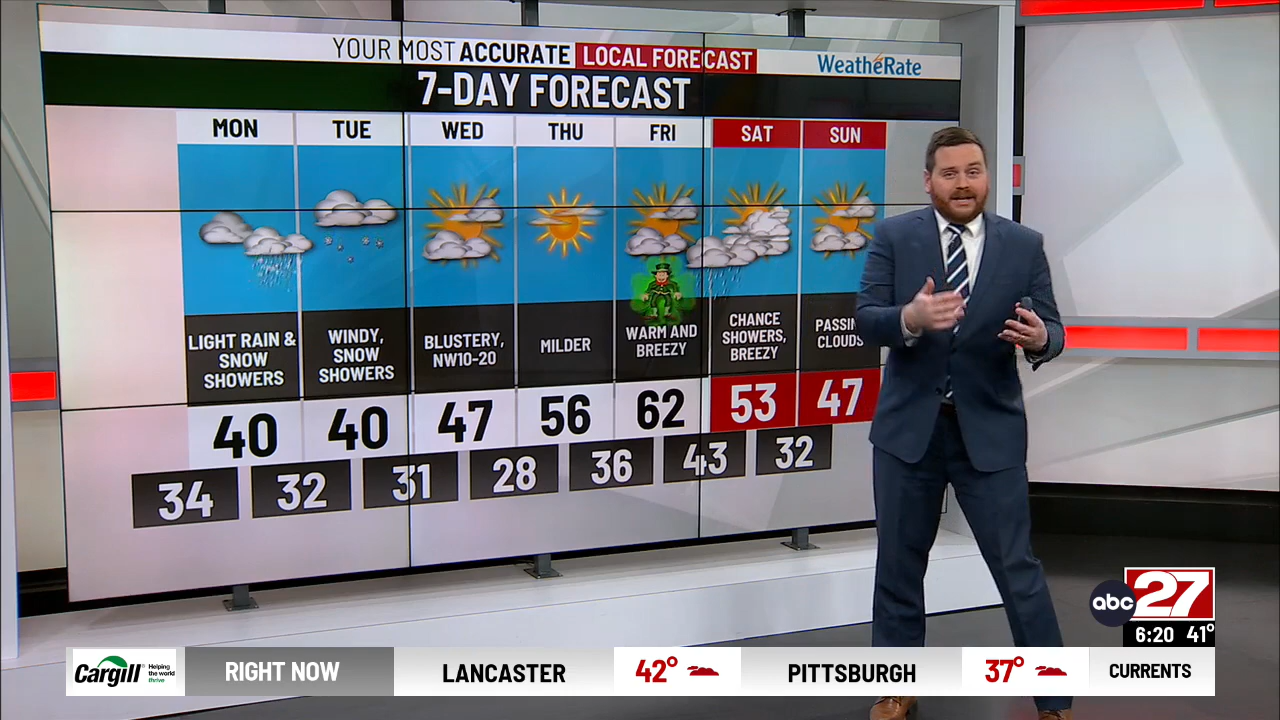 YOUR MOST ACCURATE LOCAL FORECAST
WeatheRate
7-DAY FORECAST
MON TUE WED THU FRI SAT SUN
LIGHT RAIN & SNOW SHOWERS
WINDY, SNOW SHOWERS
BLUSTERY, NW10-20
MILDER
WARM AND BREEZY
CHANCE SHOWERS, BREEZY
CLOUDS
40 40 47 56 62 53 47
34 32 31 28 36 43 32
abc 27
6:20 41°
Cargill Helping the world thrive
RIGHT NOW LANCASTER 42° PITTSBURGH 37° CURRENTS